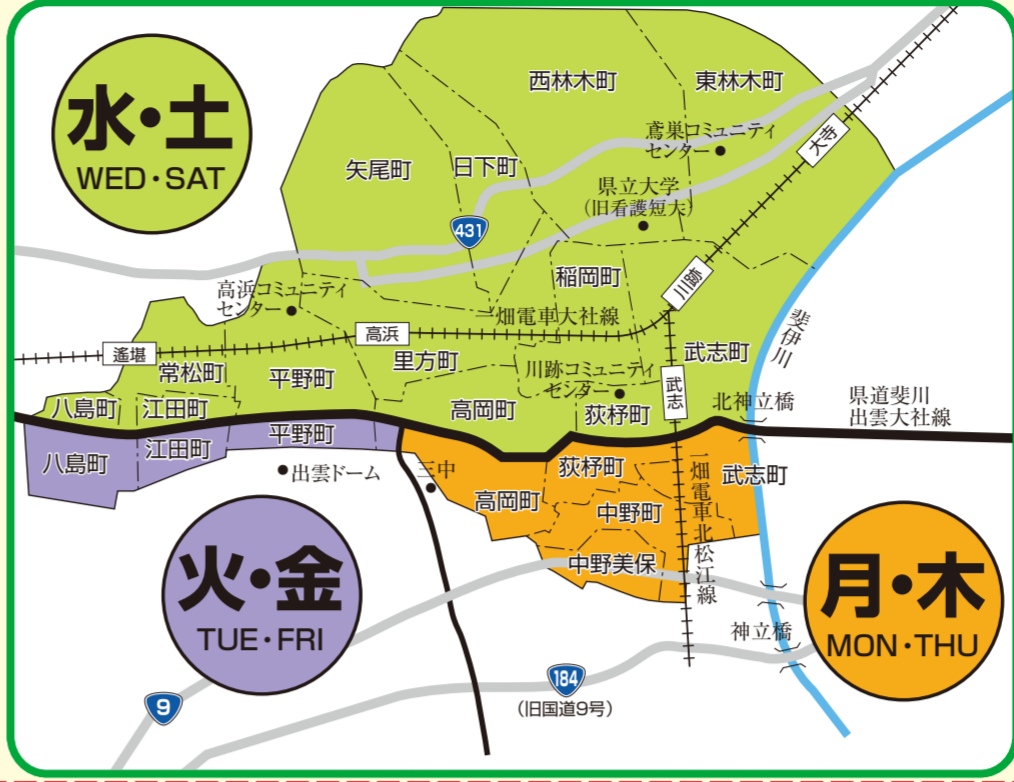 水・土
WED・SAT
西林木町
東林木町
鳶巣コミュニティ
センター
大寺
矢尾町
日下町
県立大学
(旧看護短大)
431
稲岡町
川跡
高浜コミュニティ
センター
一畑電車大社線
斐伊川
高浜
遙堪
里方町
武志町
常松町
平野町
川跡コミュニティ
センター
武志
八島町
江田町
高岡町
荻杼町
北神立橋
県道斐川
出雲大社線
八島町
江田町
平野町
出雲ドーム
三中
高岡町
荻杼町
中野町
武志町
一畑電車北松江線
中野美保
火・金
TUE・FRI
月・木
MON・THU
神立橋
184
(旧国道9号)
9